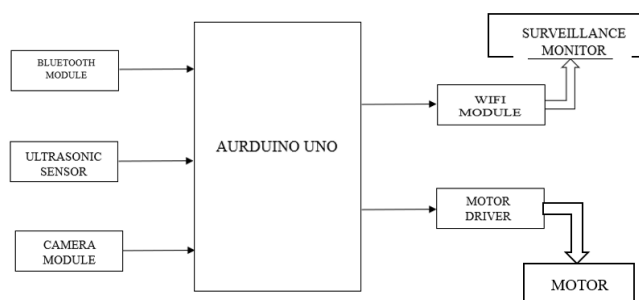 BLUETOOTH
MODULE
ULTRASONIC
SENSOR
CAMERA
MODULE
AURDUINO UNO
SURVEILLANCE
MONITOR
WIFI
MODULE
MOTOR
DRIVER
MOTOR